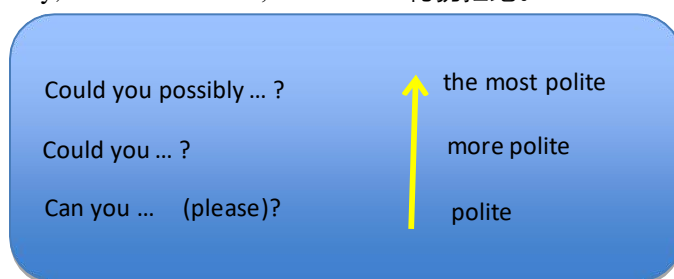 Could you possibly … ? the most polite
Could you … ? more polite
Can you … (please)? polite